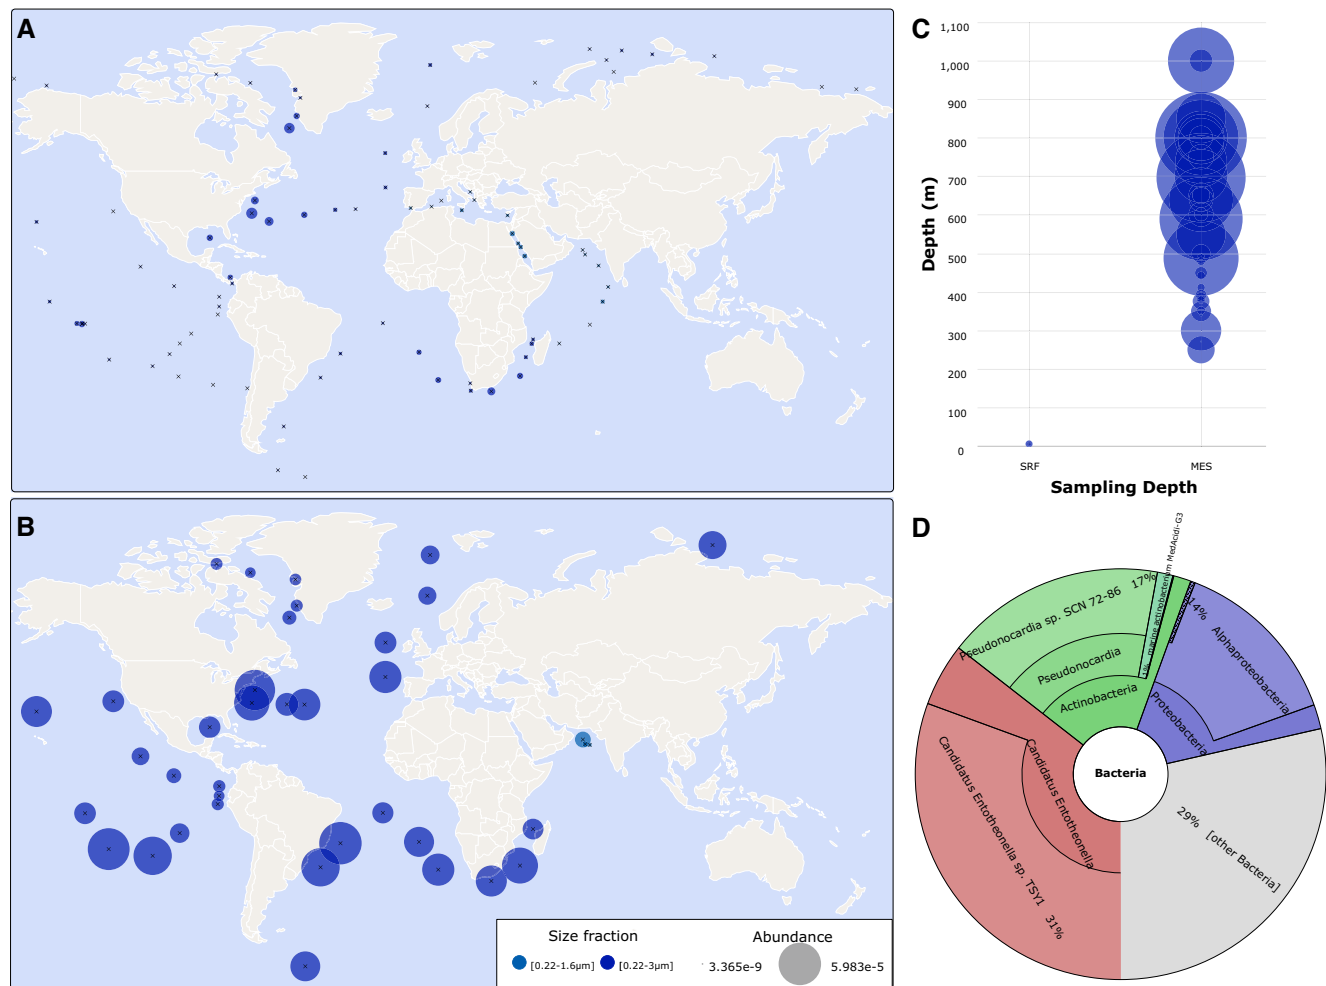 A
B
Size fraction
[0.22-1.6μm]
[0.22-3μm]
Abundance
3.365e-9
5.983e-5
C
1,100
1,000
900
800
700
600
500
400
300
200
100
0
Depth (m)
SRF
MES
Sampling Depth
D
Bacteria
Pseudonocardia sp. SCN 72-86 17%
Pseudonocardia
Actinobacteria
marine actinobacterium MedAcidi-G3
14% Alphaproteobacteria
Proteobacteria
29% [other Bacteria]
Candidatus Entotheonella
Candidatus Entotheonella sp. TSY1 31%